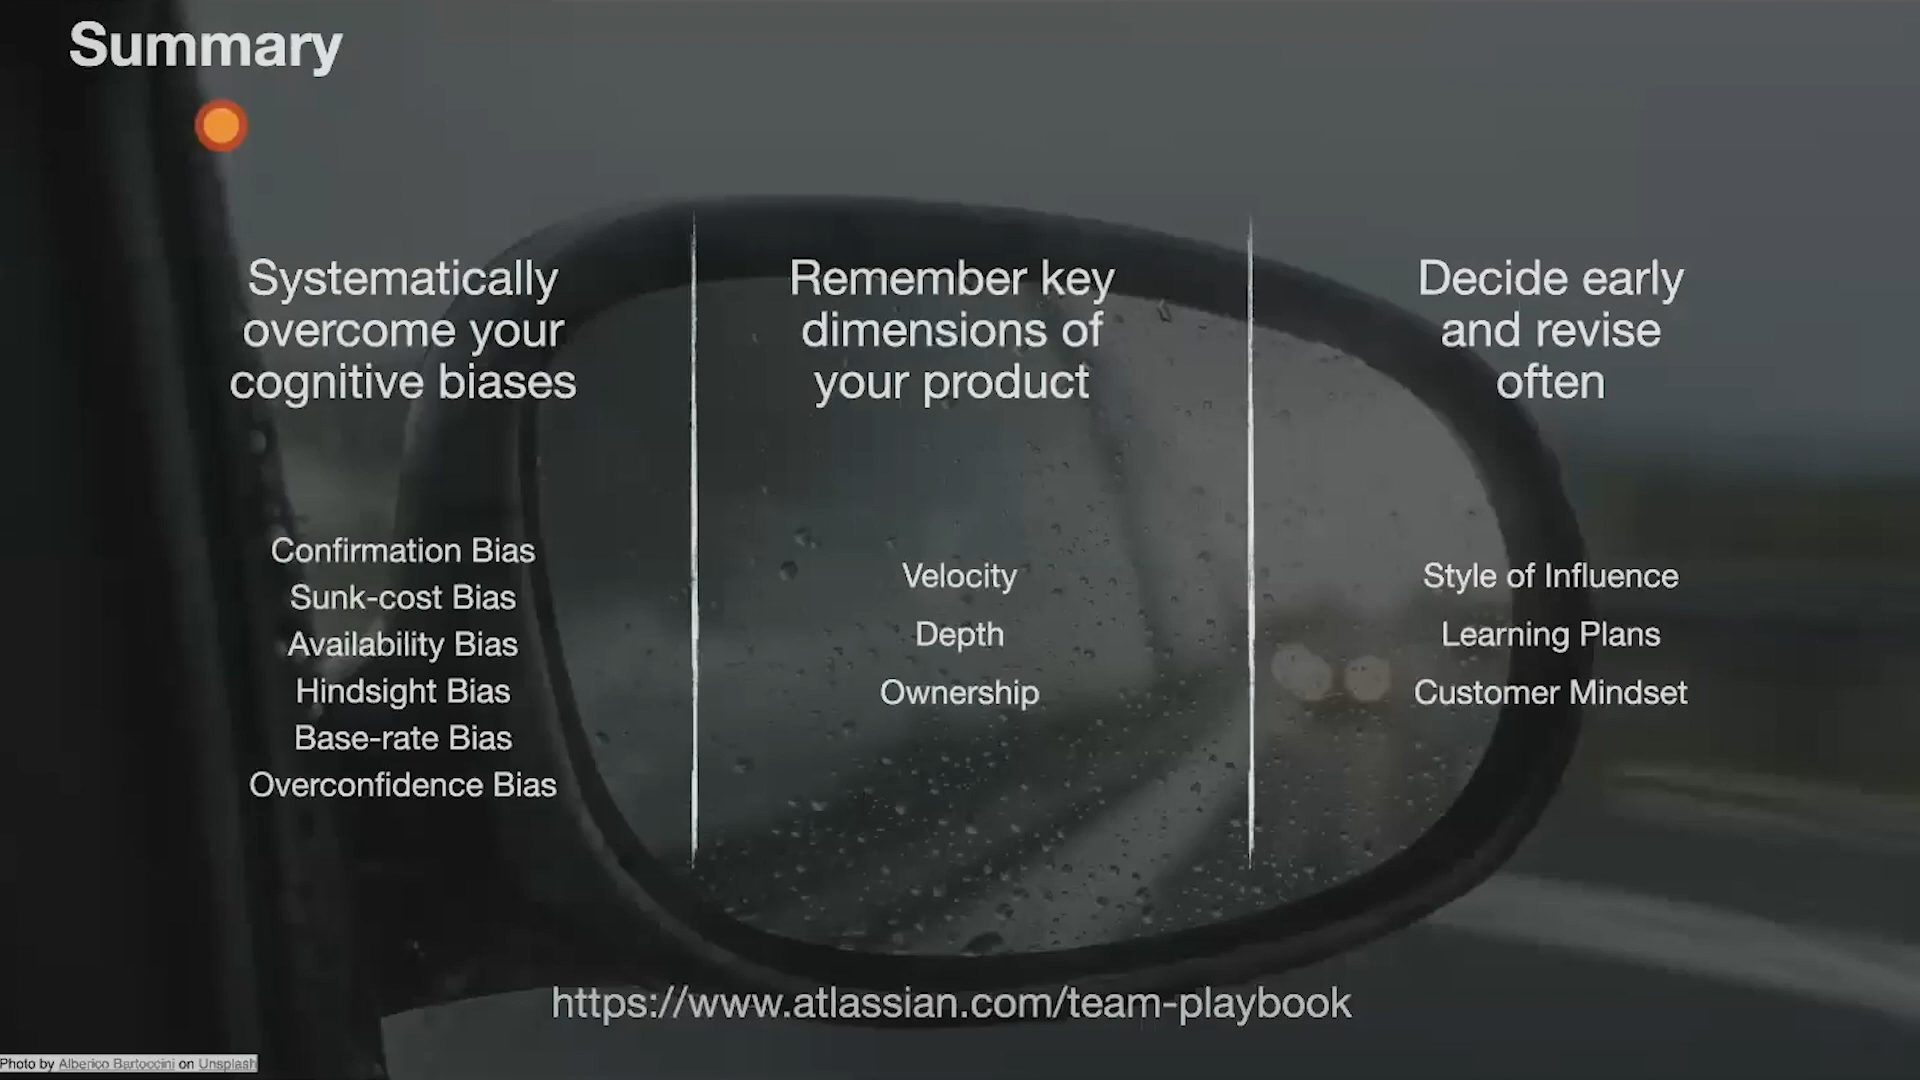 Summary
Systematically
overcome your
cognitive biases
Confirmation Bias
Sunk-cost Bias
Availability Bias
Hindsight Bias
Base-rate Bias
Overconfidence Bias
Remember key
dimensions of
your product
Velocity
Depth
Ownership
Decide early
and revise
often
Style of Influence
Learning Plans
Customer Mindset
https://www.atlassian.com/team-playbook
Photo by Alberico Bartoccini on Unsplash